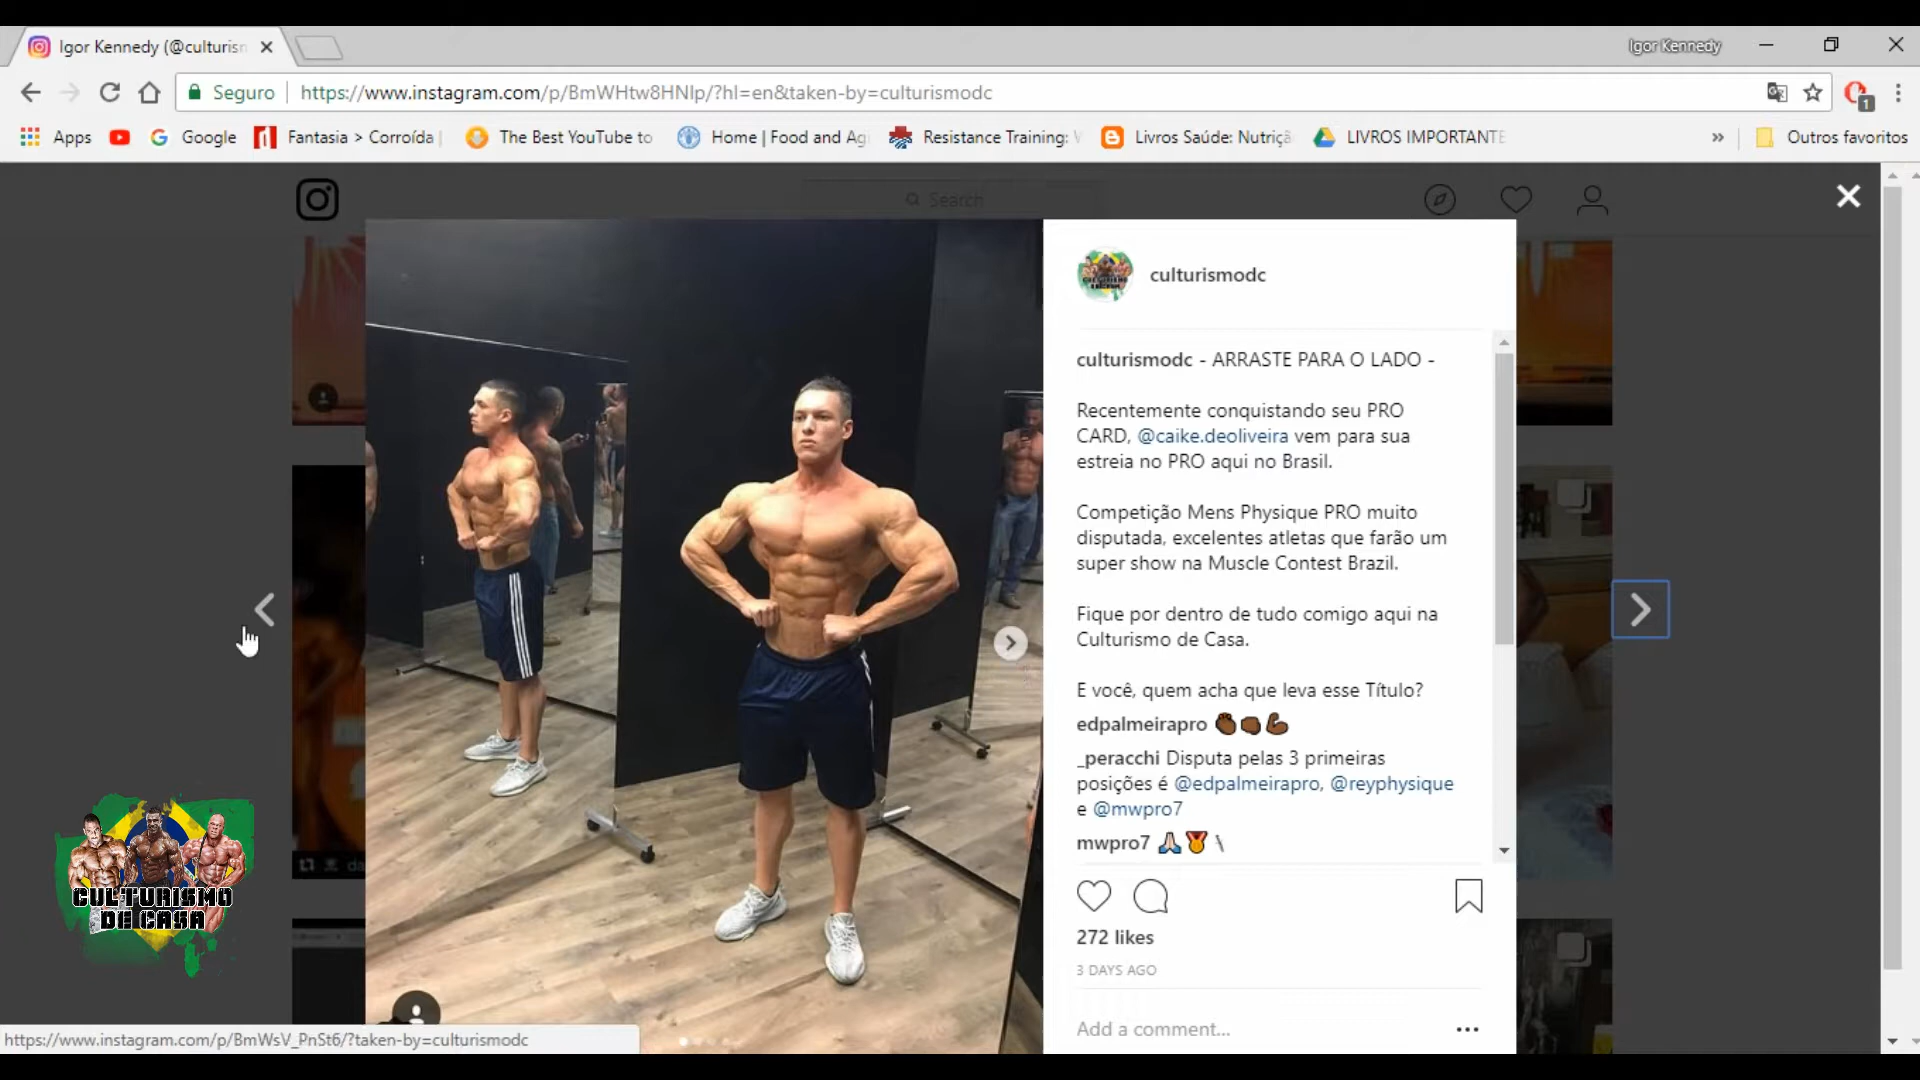 Igor Kennedy (@culturism
Igor Kennedy
Seguro
https://www.instagram.com/p/BmWHtw8HNIp/?hl=en&taken-by=culturismodc
1
Apps
Google
Fantasia > Corroída |
The Best YouTube to
Home | Food and Ag
Resistance Training:
Livros Saúde: Nutriçã
LIVROS IMPORTANTE
»
Outros favoritos
Search
culturismodc
culturismodc - ARRASTE PARA O LADO -
Recentemente conquistando seu PRO
CARD, @caike.deoliveira vem para sua
estreia no PRO aqui no Brasil.
Competição Mens Physique PRO muito
disputada, excelentes atletas que farão um
super show na Muscle Contest Brazil.
Fique por dentro de tudo comigo aqui na
Culturismo de Casa.
E você, quem acha que leva esse Título?
edpalmeirapro 👏🏾👊🏾💪🏾
_peracchi Disputa pelas 3 primeiras
posições é @edpalmeirapro, @reyphysique
e @mwpro7
mwpro7 🙏🏻🏅
272 likes
3 DAYS AGO
Add a comment...
CULTURISMO
DE CASA
https://www.instagram.com/p/BmWsV_PnSt6/?taken-by=culturismodc